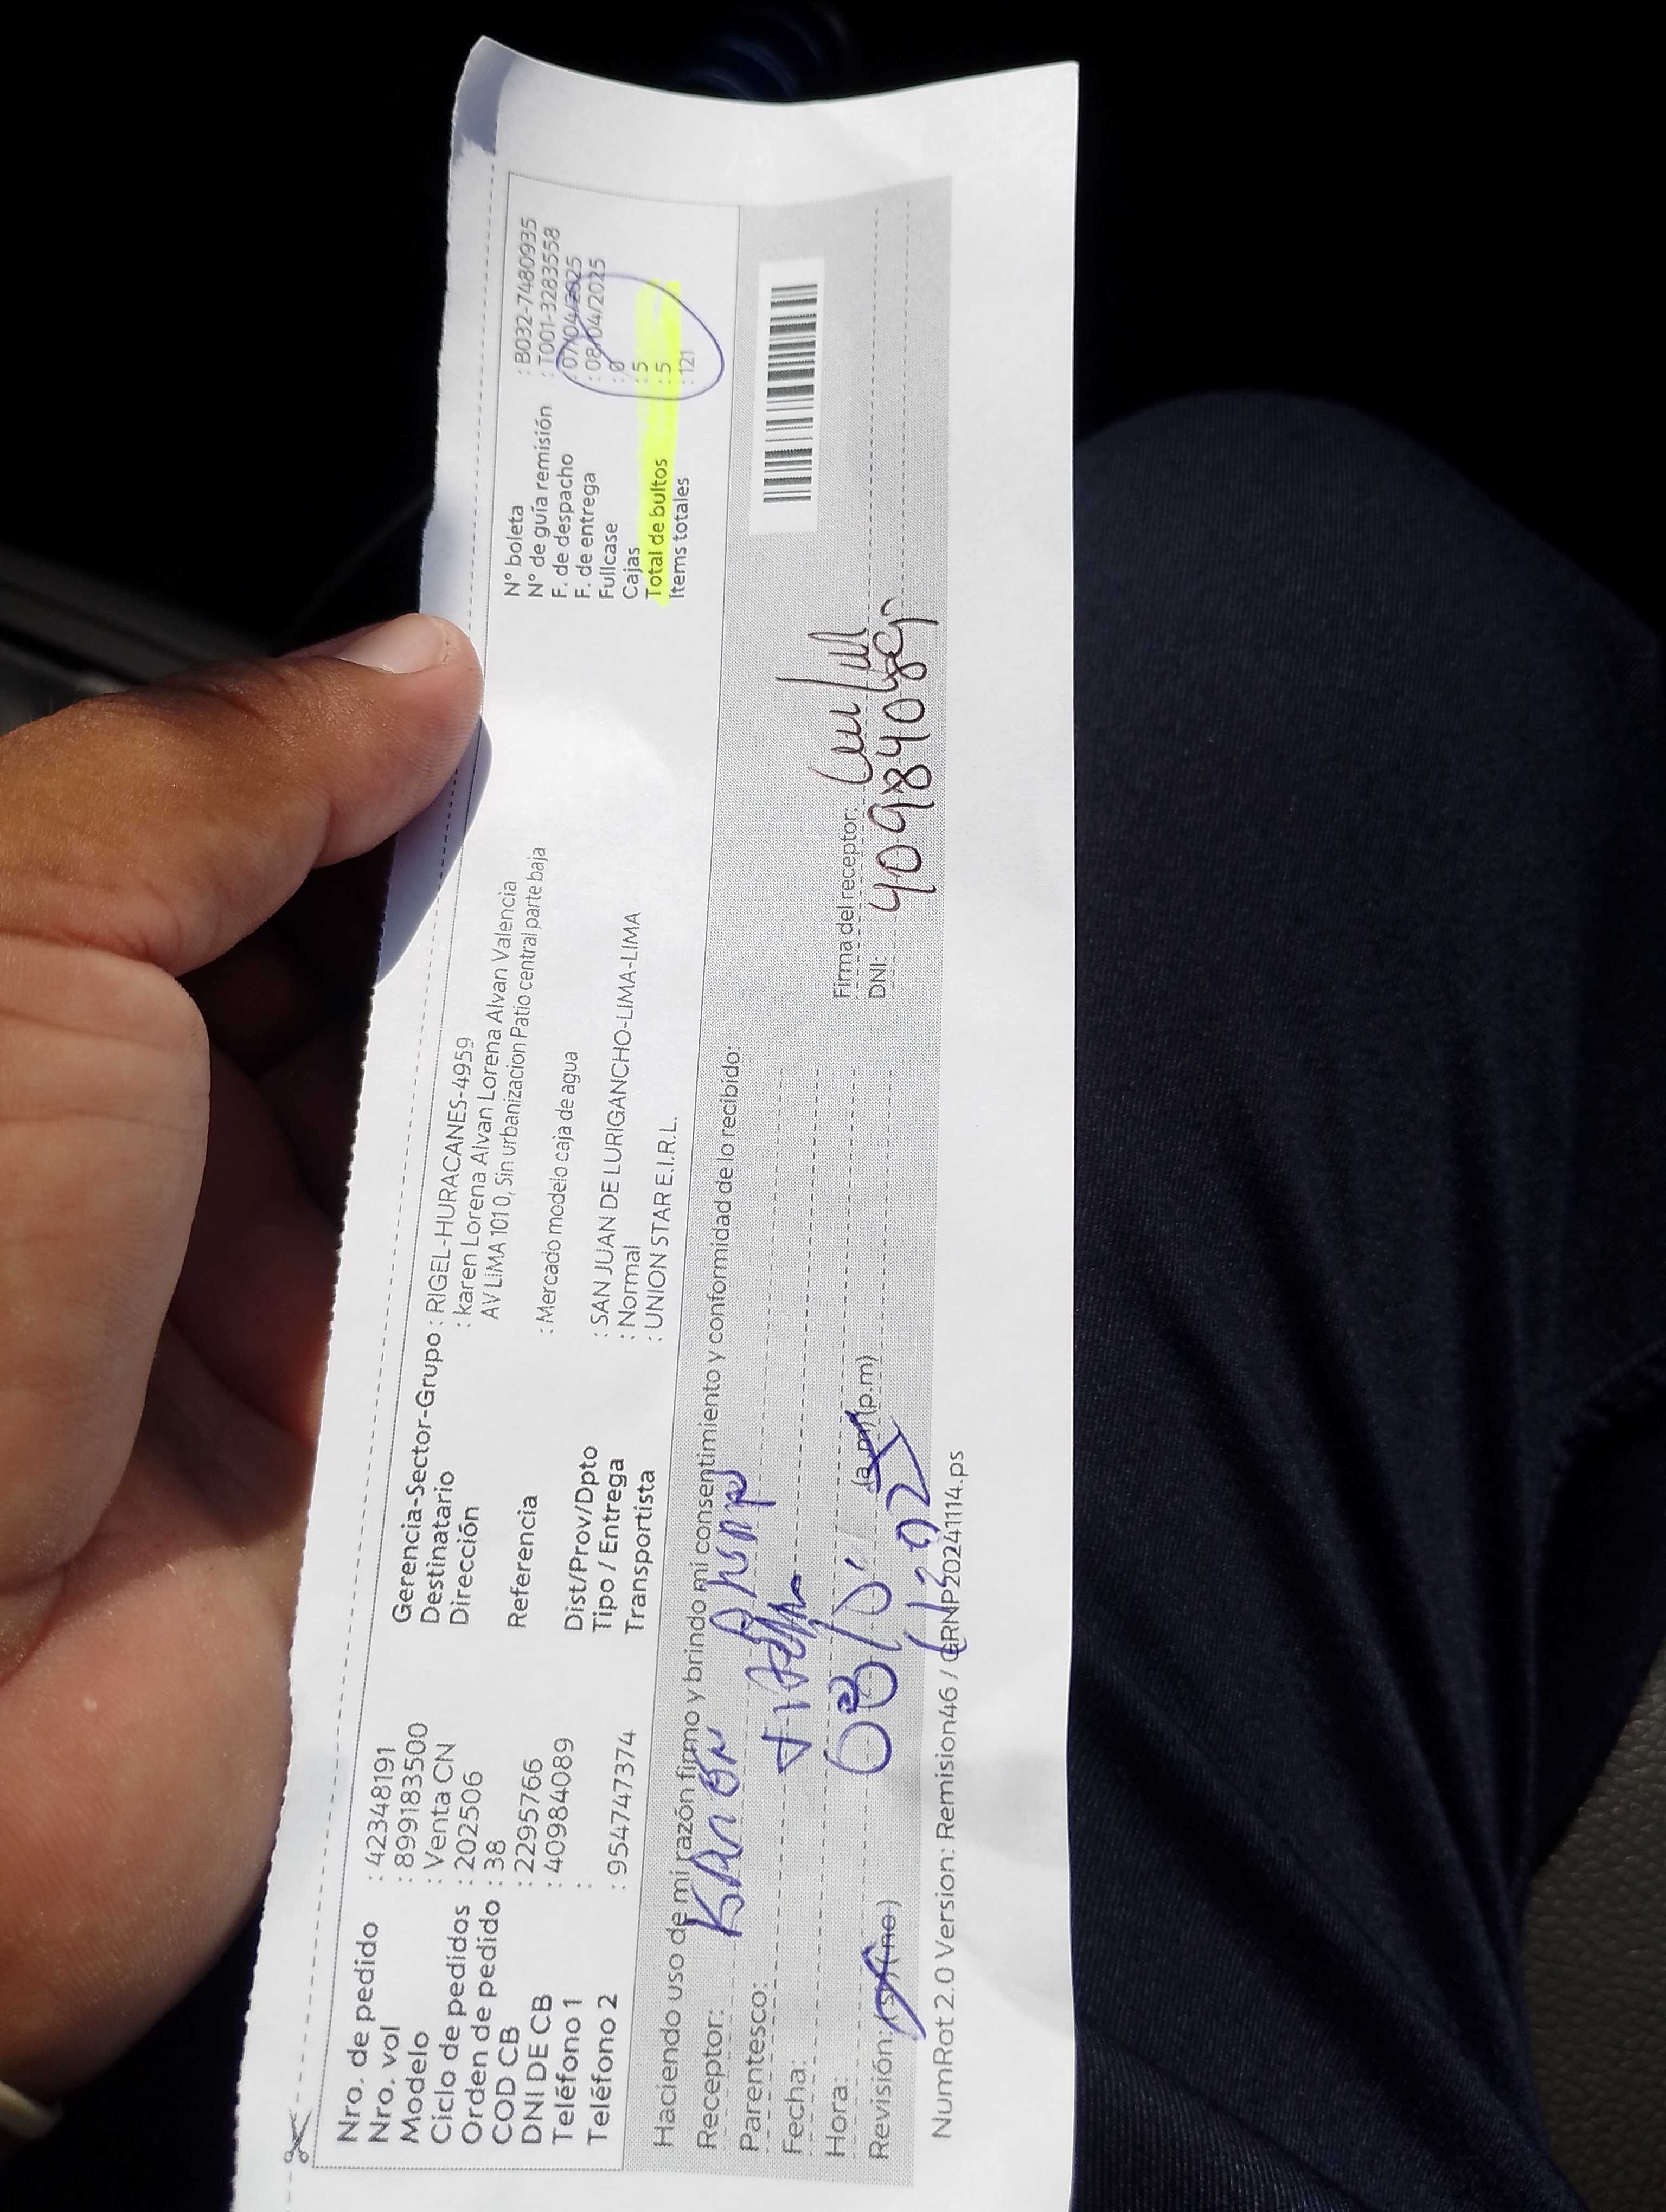 Nro. de pedido : 42348191
Nro. vol : 899183500
Modelo : Venta CN
Ciclo de pedidos : 202506
Orden de pedido : 38
COD CB : 2295766
DNI DE CB : 40984089
Teléfono 1 :
Teléfono 2 : 954747374
Gerencia-Sector-Grupo : RIGEL-HURACANES-4959
Destinatario : karen Lorena Alvan Lorena Alvan Valencia
Dirección AV LiMA 1010, Sin urbanizacion Patio central parte baja
Referencia : Mercado modelo caja de agua
Dist/Prov/Dpto : SAN JUAN DE LURIGANCHO-LIMA-LIMA
Tipo / Entrega : Normal
Transportista : UNION STAR E.I.R.L.
N° boleta : B032-7480935
N° de guía remisión : T001-3283558
F. de despacho : 07/04/2025
F. de entrega : 08/04/2025
Fullcase : 0
Cajas : 5
Total de bultos : 5
Items totales : 121
Haciendo uso de mi razón firmo y brindo mi consentimiento y conformidad de lo recibido:
Receptor: KAREN
Parentesco:
Fecha:
Hora: (a.m) (p.m)
Revisión: (si) (no)
Firma del receptor:
DNI: 40984089
NumRot 2.0 Version: Remision46 / GRNP20241114.ps